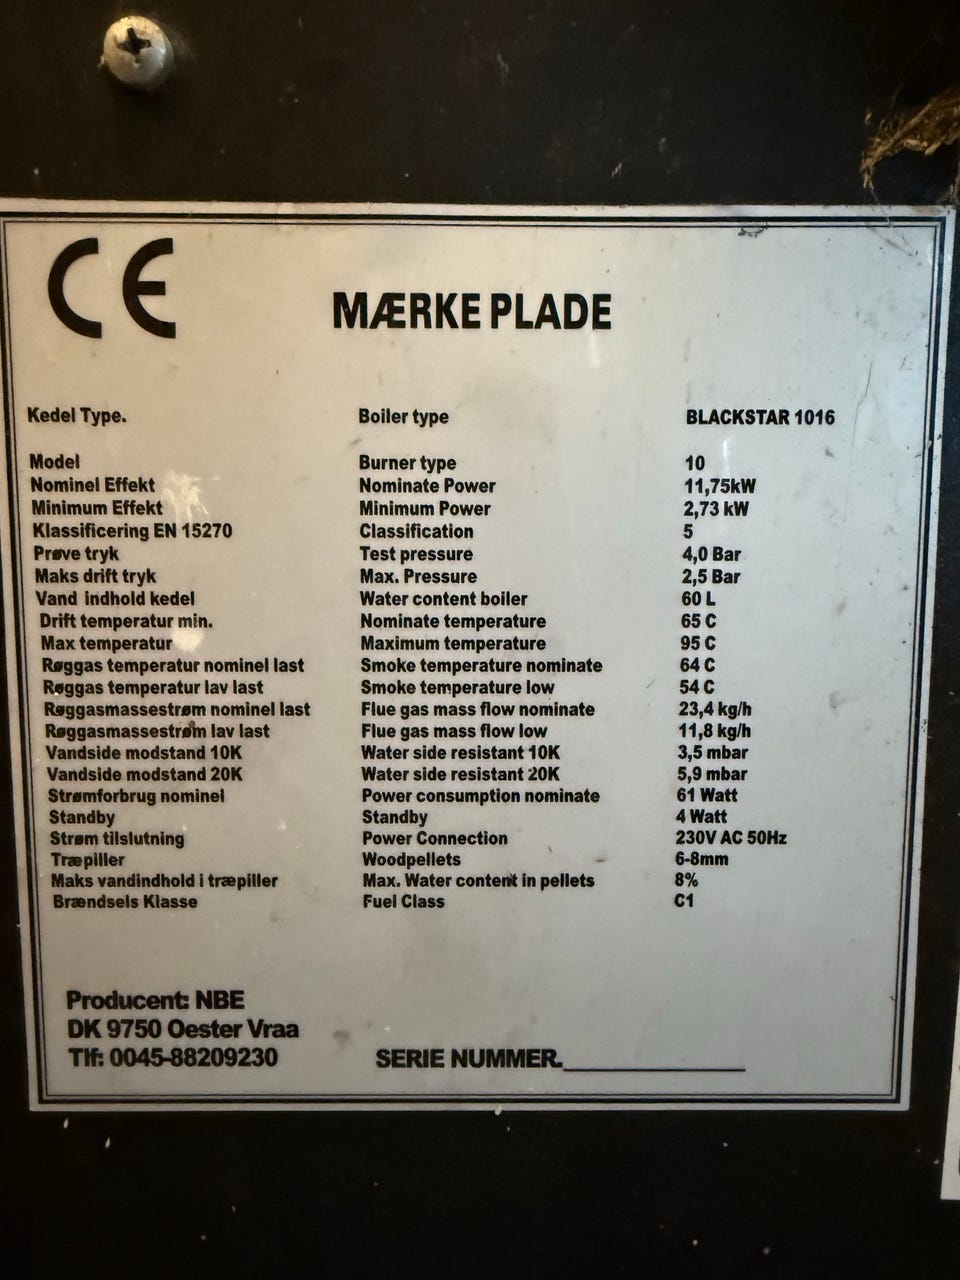 CE
MÆRKE PLADE
Kedel Type. Boiler type BLACKSTAR 1016
Model Burner type 10
Nominel Effekt Nominate Power 11,75kW
Minimum Effekt Minimum Power 2,73 kW
Klassificering EN 15270 Classification 5
Prøve tryk Test pressure 4,0 Bar
Maks drift tryk Max. Pressure 2,5 Bar
Vand indhold kedel Water content boiler 60 L
Drift temperatur min. Nominate temperature 65 C
Max temperatur Maximum temperature 95 C
Røggas temperatur nominel last Smoke temperature nominate 64 C
Røggas temperatur lav last Smoke temperature low 54 C
Røggasmassestrøm nominel last Flue gas mass flow nominate 23,4 kg/h
Røggasmassestrøm lav last Flue gas mass flow low 11,8 kg/h
Vandside modstand 10K Water side resistant 10K 3,5 mbar
Vandside modstand 20K Water side resistant 20K 5,9 mbar
Strømforbrug nominel Power consumption nominate 61 Watt
Standby Standby 4 Watt
Strøm tilslutning Power Connection 230V AC 50Hz
Træpiller Woodpellets 6-8mm
Maks vandindhold i træpiller Max. Water content in pellets 8%
Brændsels Klasse Fuel Class C1
Producent: NBE
DK 9750 Oester Vraa
Tlf: 0045-88209230 SERIE NUMMER.